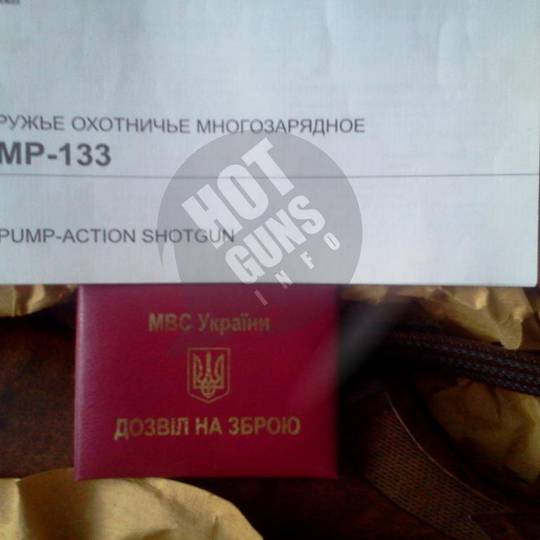 РУЖЬЕ ОХОТНИЧЬЕ МНОГОЗАРЯДНОЕ
МР-133
PUMP-ACTION SHOTGUN
HOT
GUNS
INFO
МВС України
ДОЗВІЛ НА ЗБРОЮ